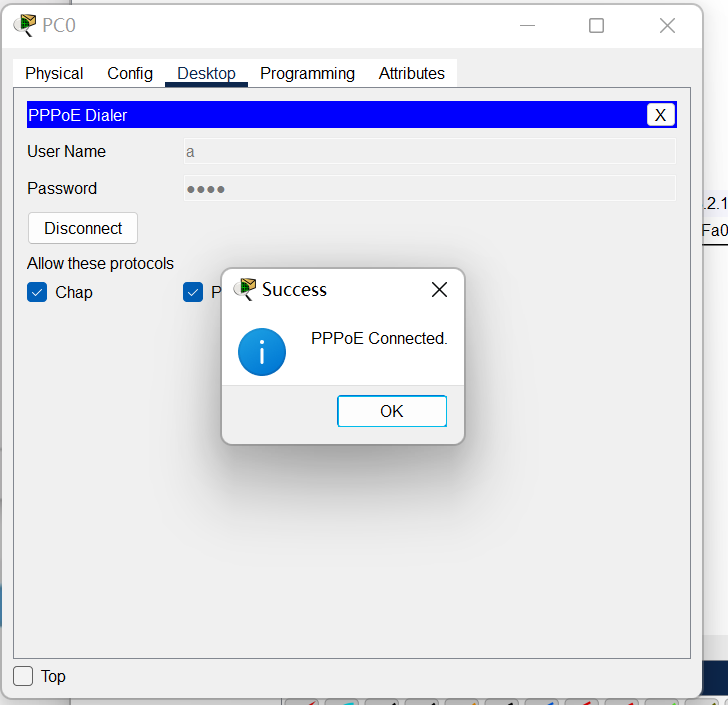 PC0
Physical Config Desktop Programming Attributes
PPPoE Dialer X
User Name a
Password ●●●●
.2.1
Disconnect
Fa0
Allow these protocols
Chap P
Success
PPPoE Connected.
OK
Top